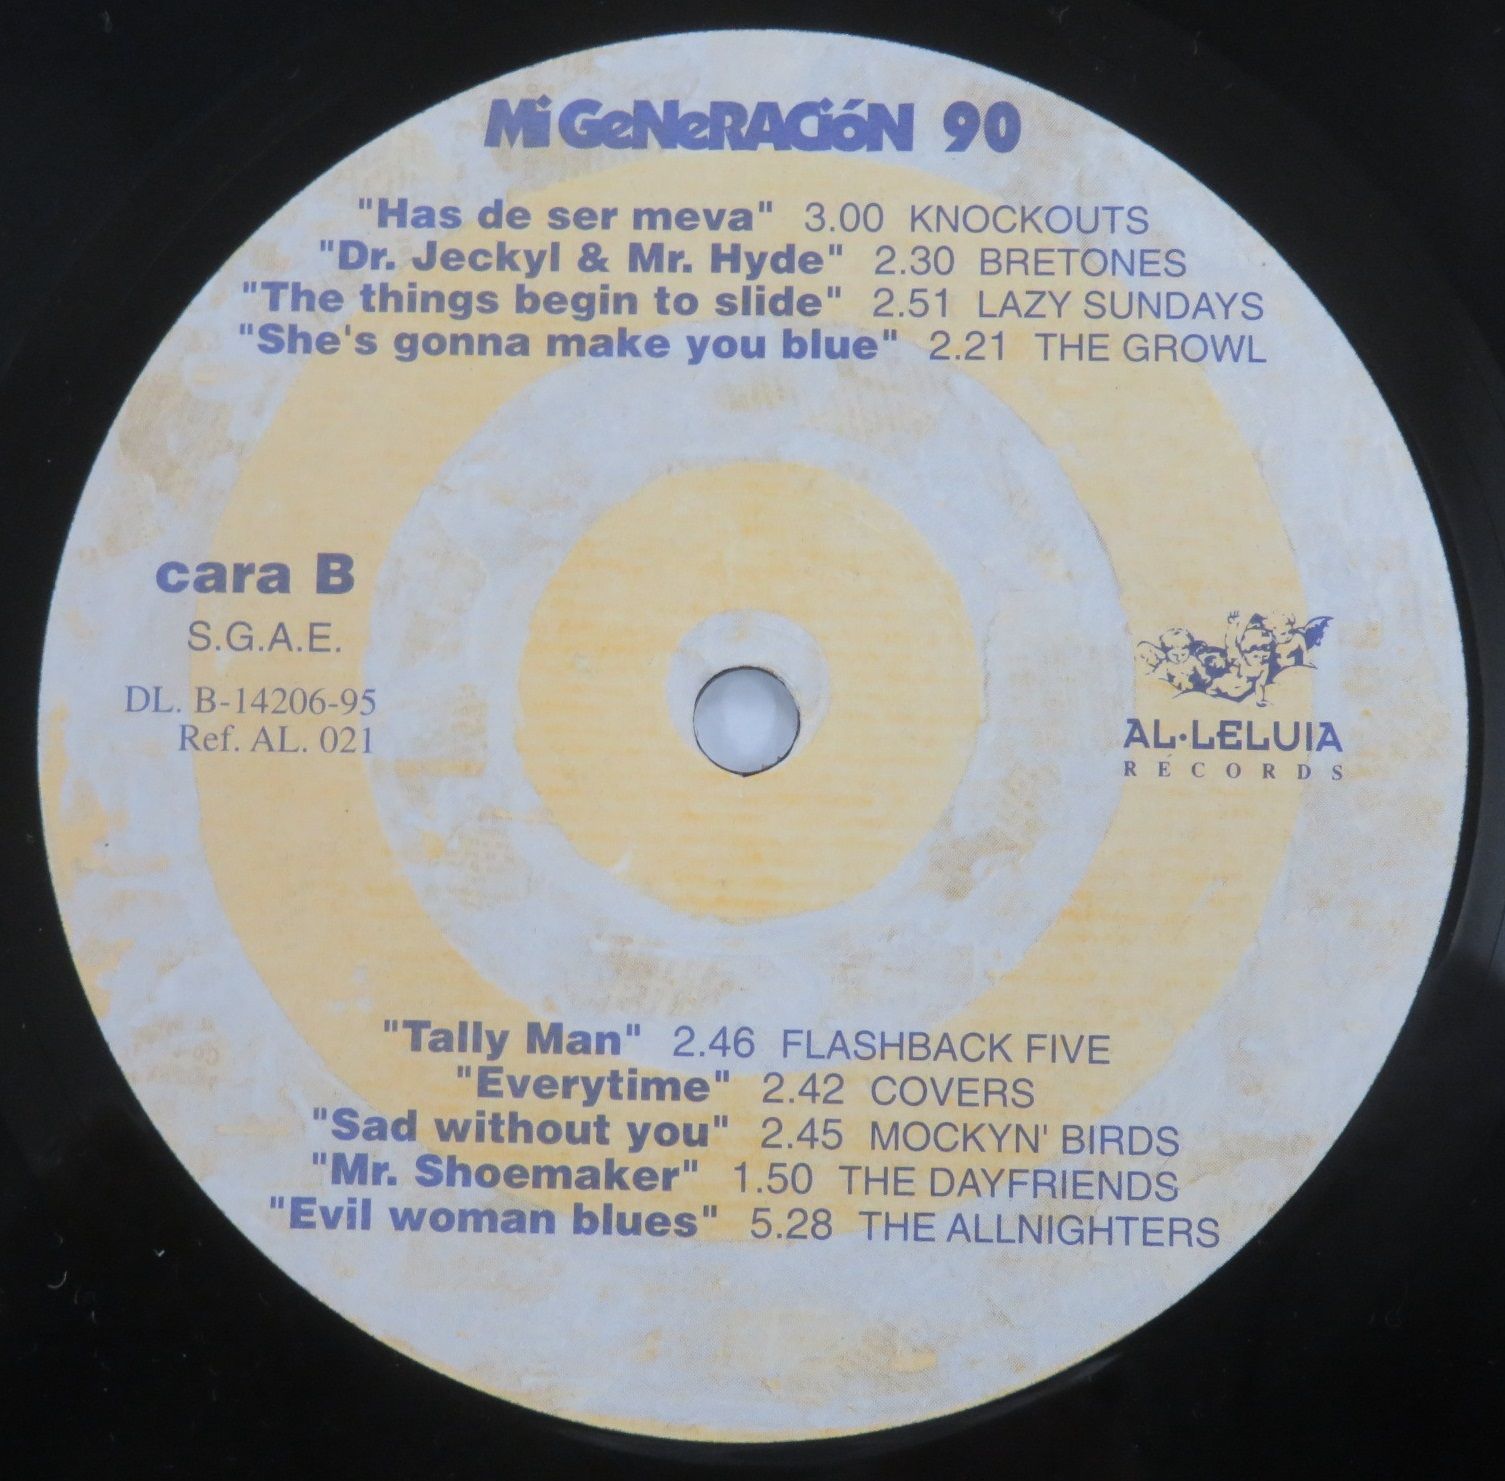 Mi GeNeRACióN 90
"Has de ser meva" 3.00 KNOCKOUTS
"Dr. Jeckyl & Mr. Hyde" 2.30 BRETONES
"The things begin to slide" 2.51 LAZY SUNDAYS
"She's gonna make you blue" 2.21 THE GROWL
cara B
S.G.A.E.
DL. B-14206-95
Ref. AL. 021
AL·LELUIA
RECORDS
"Tally Man" 2.46 FLASHBACK FIVE
"Everytime" 2.42 COVERS
"Sad without you" 2.45 MOCKYN' BIRDS
"Mr. Shoemaker" 1.50 THE DAYFRIENDS
"Evil woman blues" 5.28 THE ALLNIGHTERS